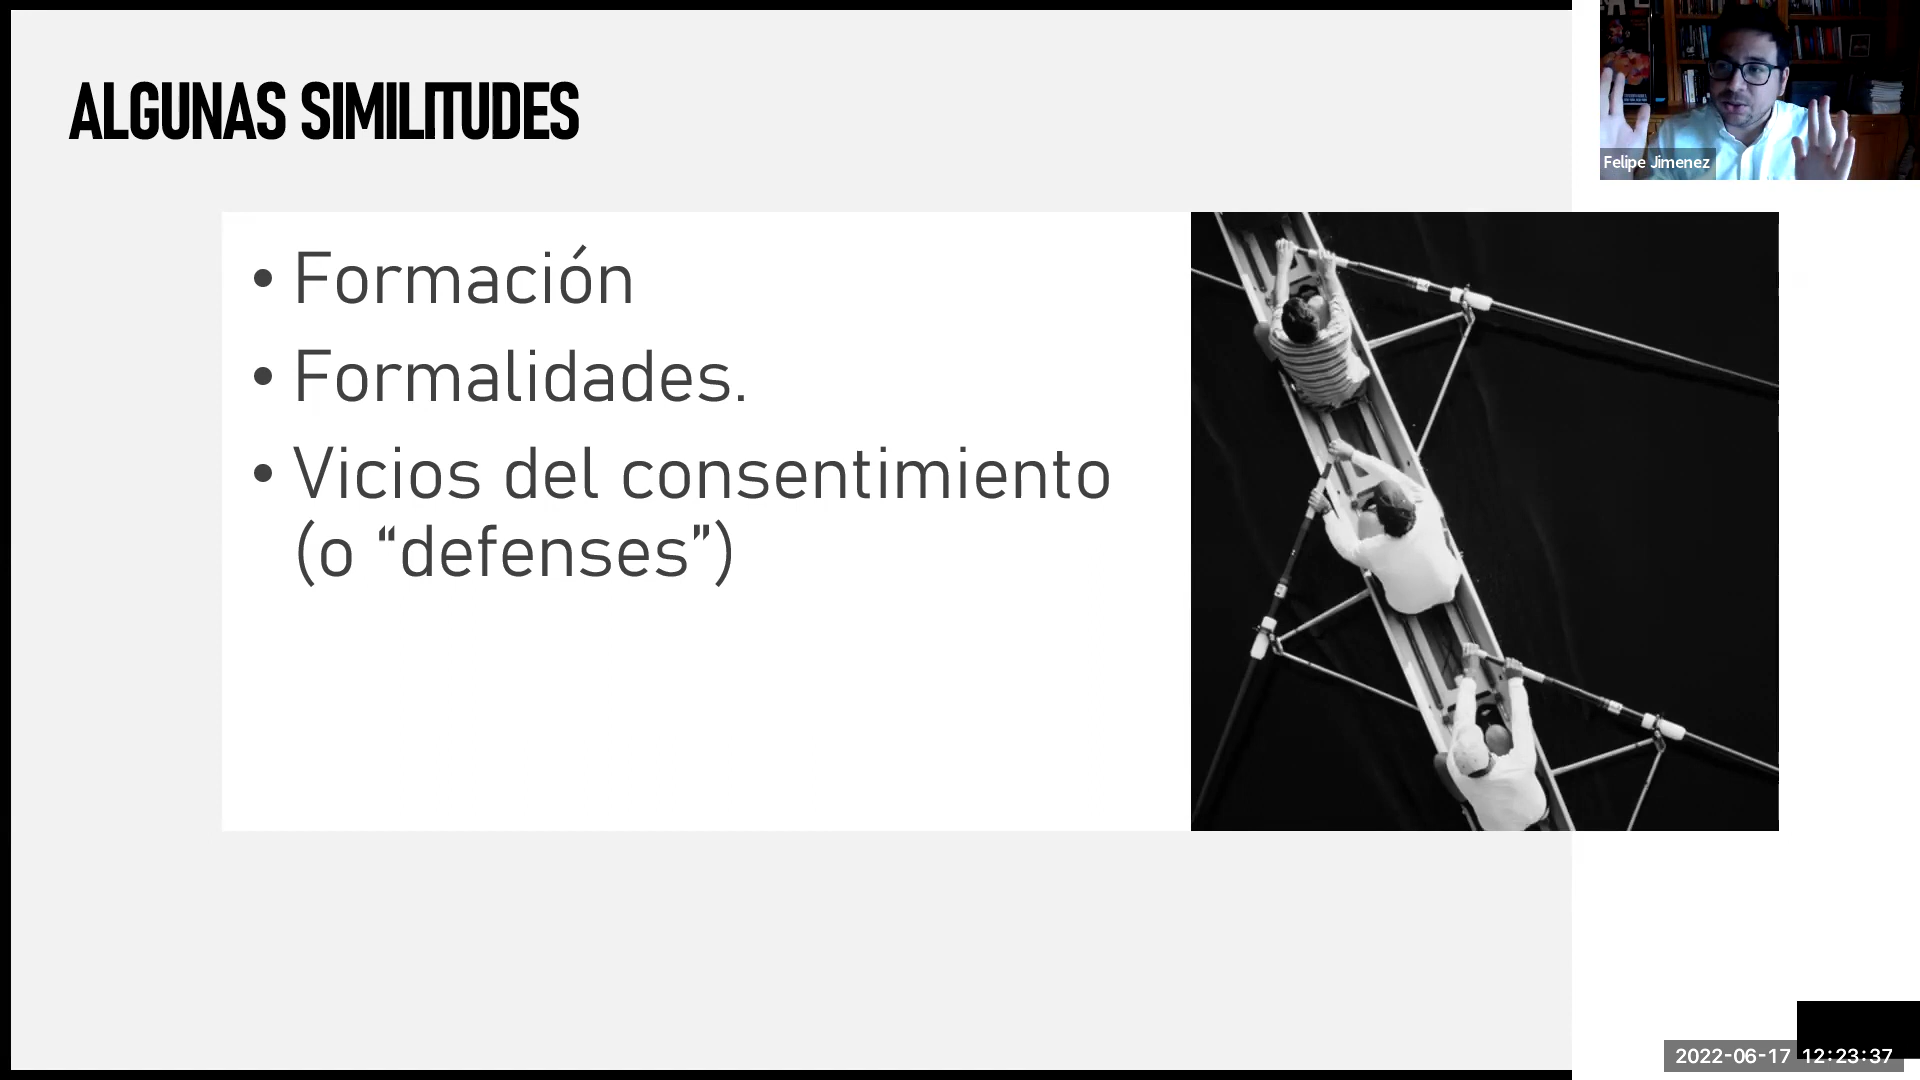 ALGUNAS SIMILITUDES
Felipe Jimenez
• Formación
• Formalidades.
• Vicios del consentimiento
(o “defenses”)
2022-06-17 12:23:37